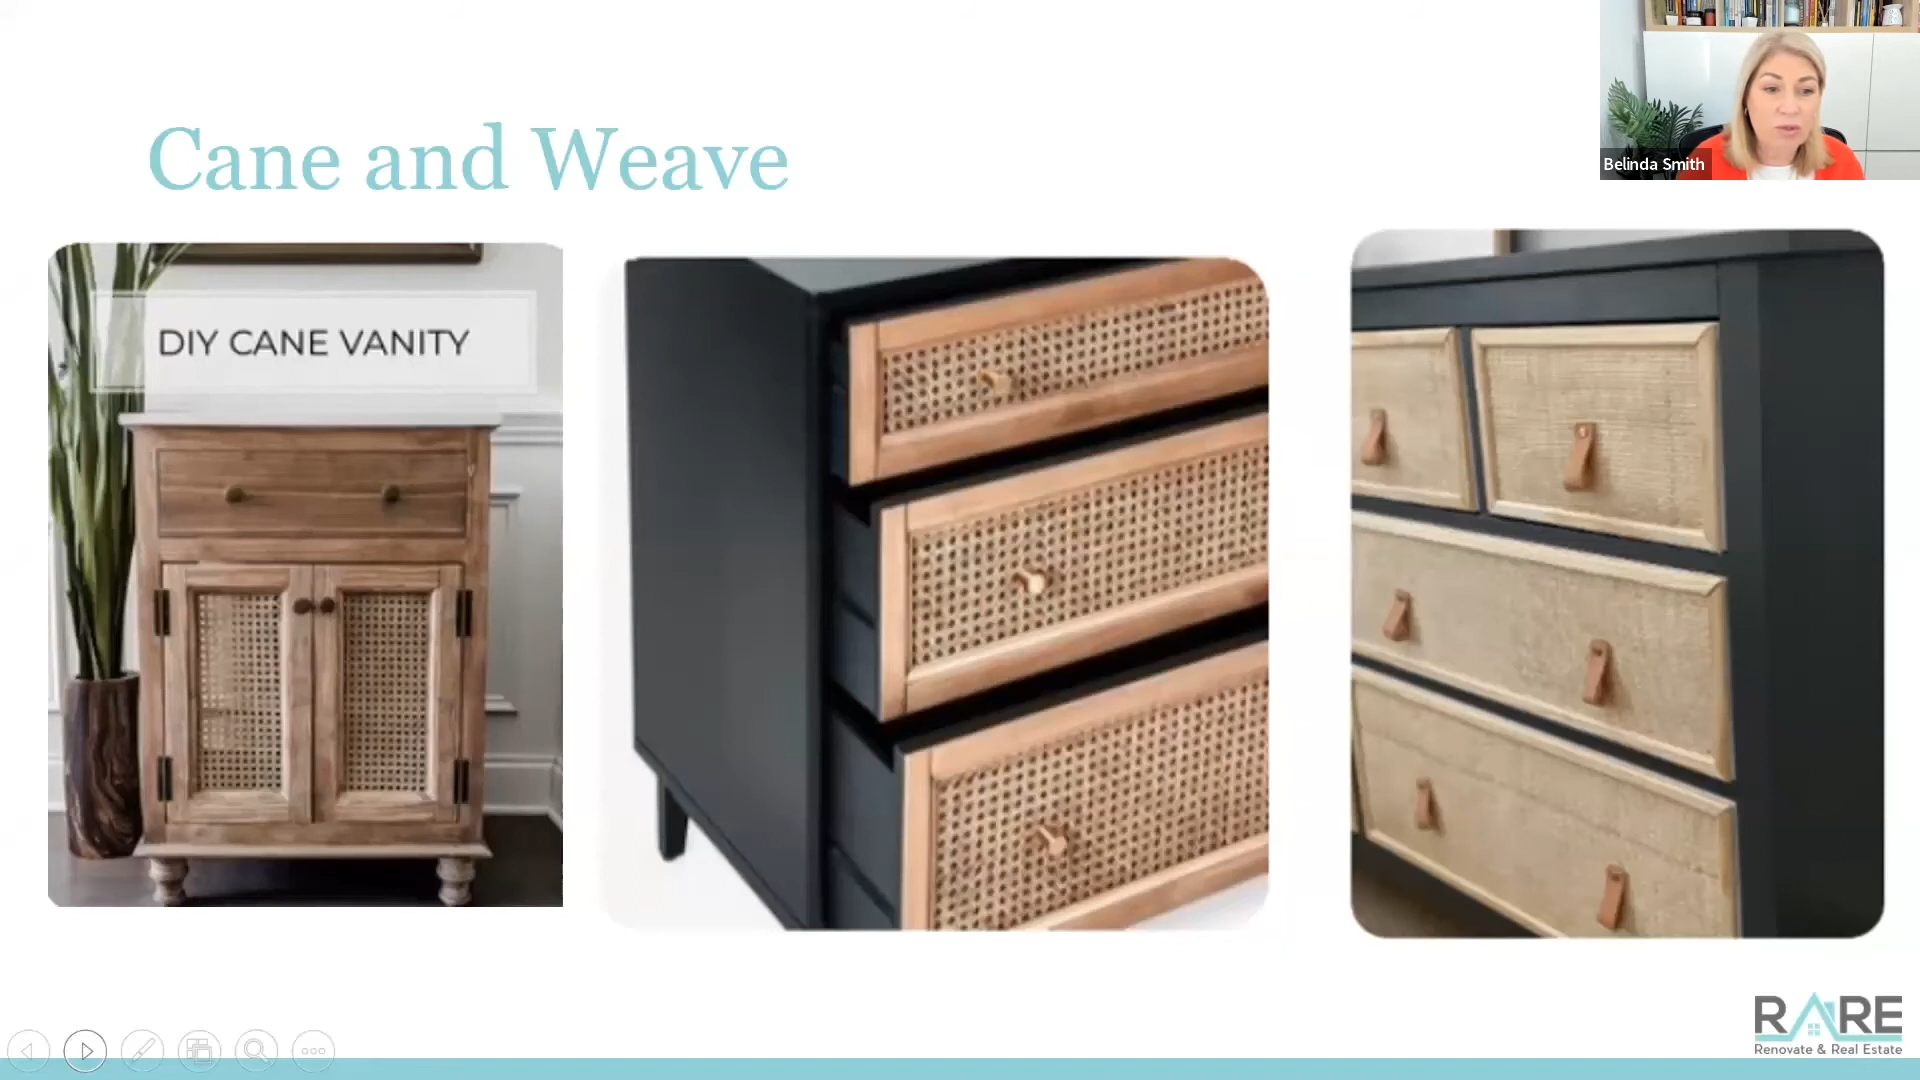 Belinda Smith
Cane and Weave
DIY CANE VANITY
RARE
Renovate & Real Estate